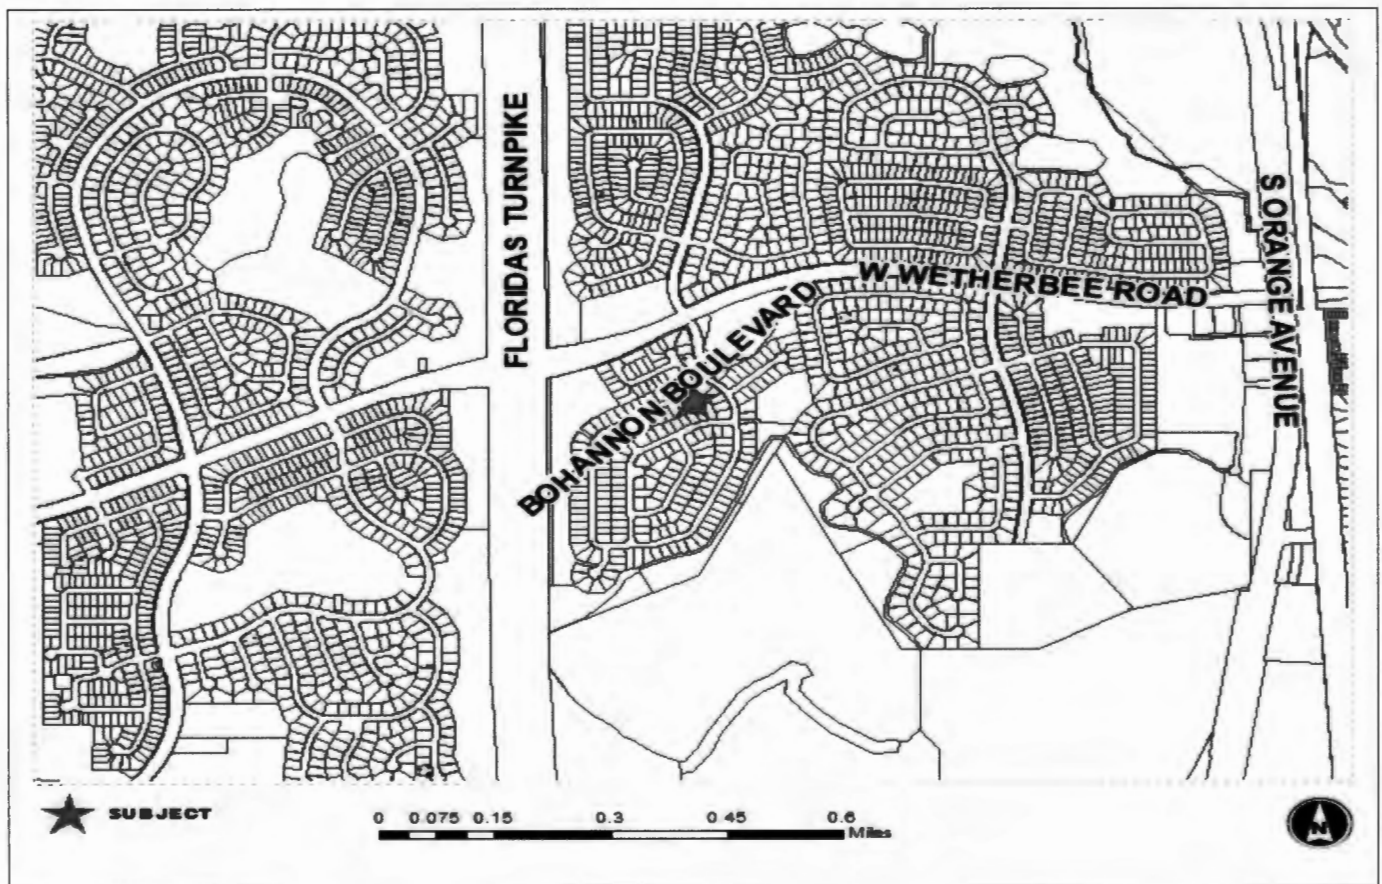 FLORIDAS TURNPIKE
W WETHERBEE ROAD
S ORANGE AVENUE
BOHANNON BOULEVARD
SUBJECT
0 0.075 0.15 0.3 0.45 0.6
Miles
N